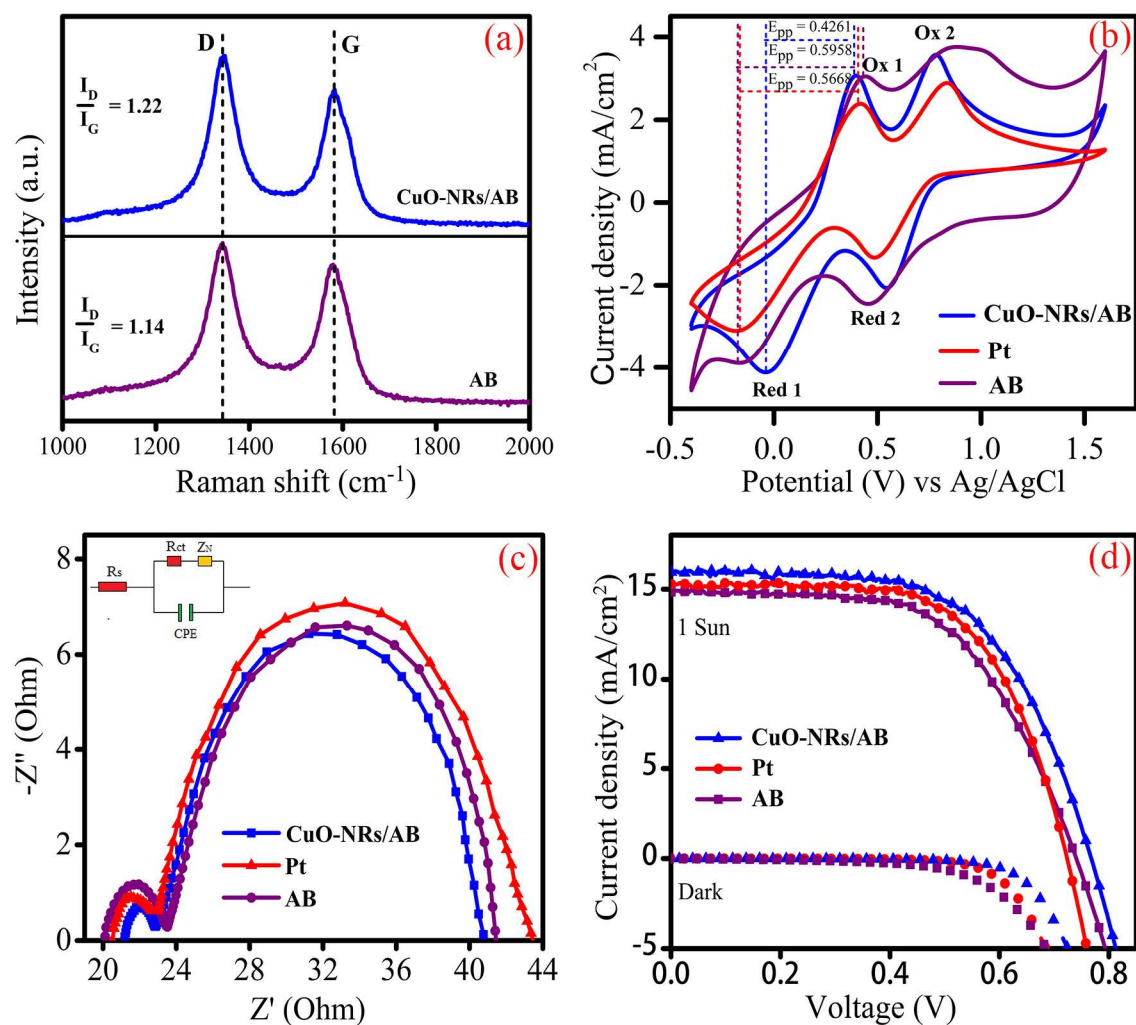 (a)
D
G
I_D
I_G
= 1.22
CuO-NRs/AB
I_D
I_G
= 1.14
AB
Intensity (a.u.)
1000 1200 1400 1600 1800 2000
Raman shift (cm⁻¹)
(b)
E_pp = 0.4261
E_pp = 0.5958
E_pp = 0.5668
Ox 1
Ox 2
Red 2
Red 1
CuO-NRs/AB
Pt
AB
4
2
0
-2
-4
Current density (mA/cm²)
-0.5 0.0 0.5 1.0 1.5
Potential (V) vs Ag/AgCl
(c)
Rs
Rct
ZN
CPE
CuO-NRs/AB
Pt
AB
8
6
4
2
0
-Z" (Ohm)
20 24 28 32 36 40 44
Z' (Ohm)
(d)
1 Sun
CuO-NRs/AB
Pt
AB
Dark
15
10
5
0
-5
Current density (mA/cm²)
0.0 0.2 0.4 0.6 0.8
Voltage (V)